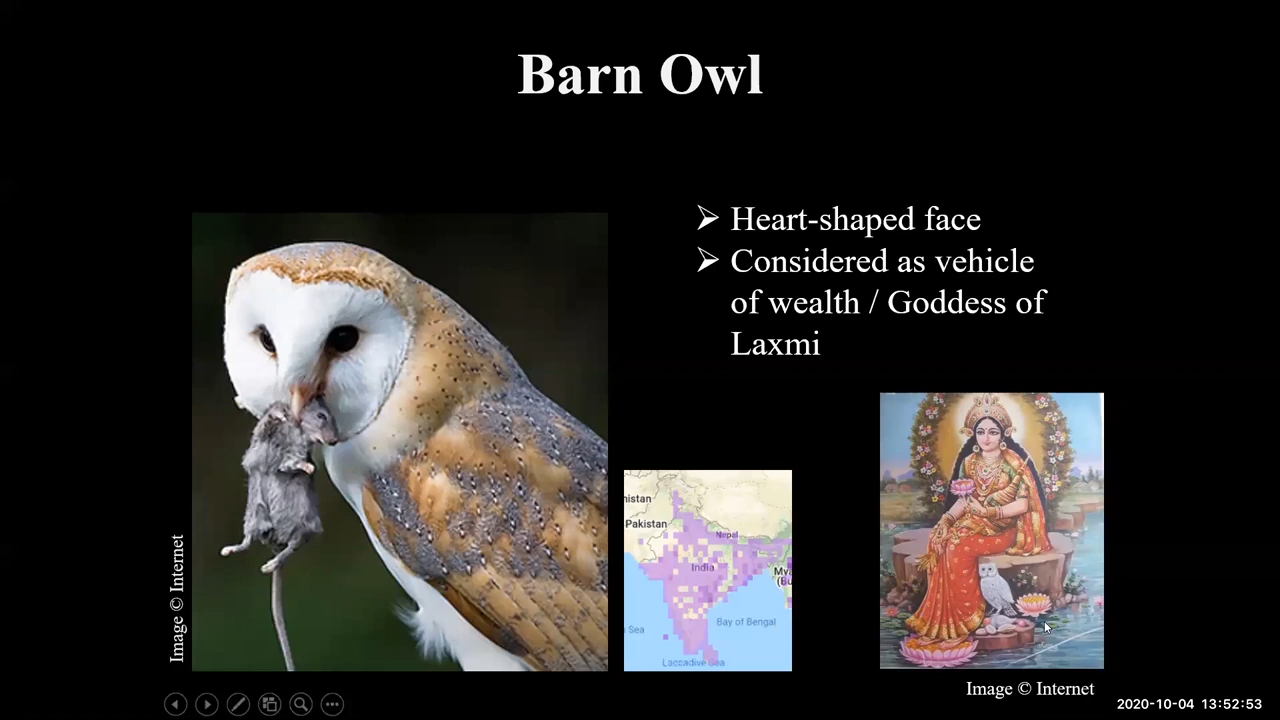 Barn Owl
➢ Heart-shaped face
➢ Considered as vehicle
of wealth / Goddess of
Laxmi
Image © Internet
nistan
Pakistan
Nepal
India
Bay of Bengal
Sea
Laccadive Sea
Image © Internet
2020-10-04 13:52:53